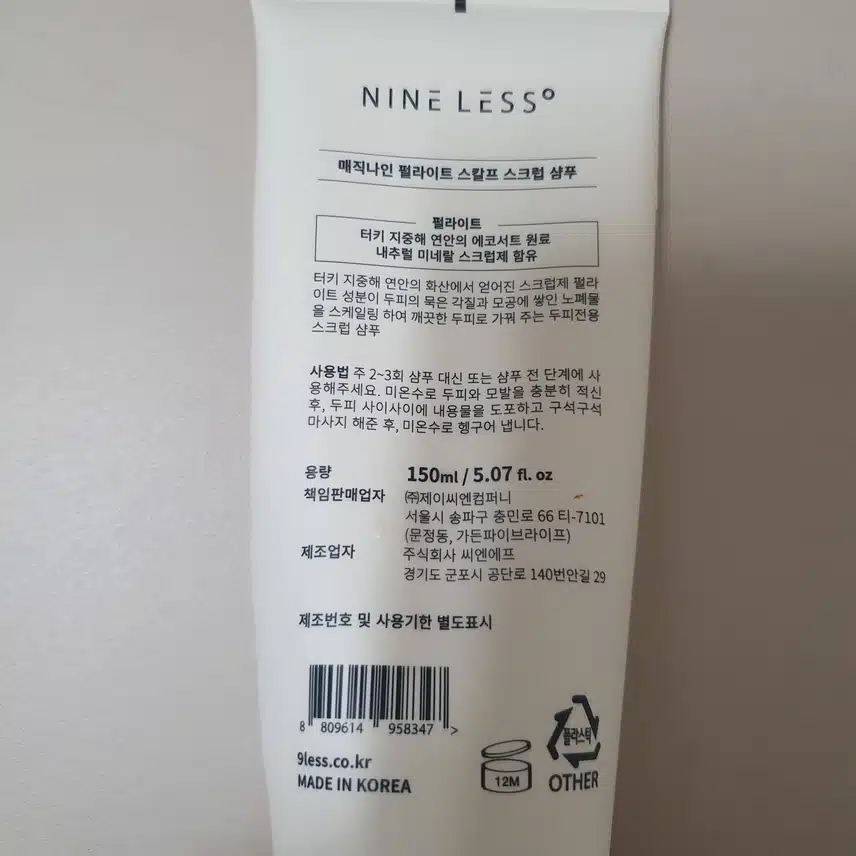 NINE LESS°
매직나인 펄라이트 스칼프 스크럽 샴푸
펄라이트
터키 지중해 연안의 에코서트 원료
내추럴 미네랄 스크럽제 함유
터키 지중해 연안의 화산에서 얻어진 스크럽제 펄라
이트 성분이 두피의 묵은 각질과 모공에 쌓인 노폐물
을 스케일링 하여 깨끗한 두피로 가꿔 주는 두피전용
스크럽 샴푸
사용법 주 2~3회 샴푸 대신 또는 샴푸 전 단계에 사
용해주세요. 미온수로 두피와 모발을 충분히 적신
후, 두피 사이사이에 내용물을 도포하고 구석구석
마사지 해준 후, 미온수로 헹구어 냅니다.
용량 150ml / 5.07 fl. oz
책임판매업자 ㈜제이씨엔컴퍼니
서울시 송파구 충민로 66 티-7101
(문정동, 가든파이브라이프)
제조업자 주식회사 씨엔에프
경기도 군포시 공단로 140번안길 29
제조번호 및 사용기한 별도표시
8 809614 958347 >
9less.co.kr
MADE IN KOREA
12M
플라스틱
OTHER